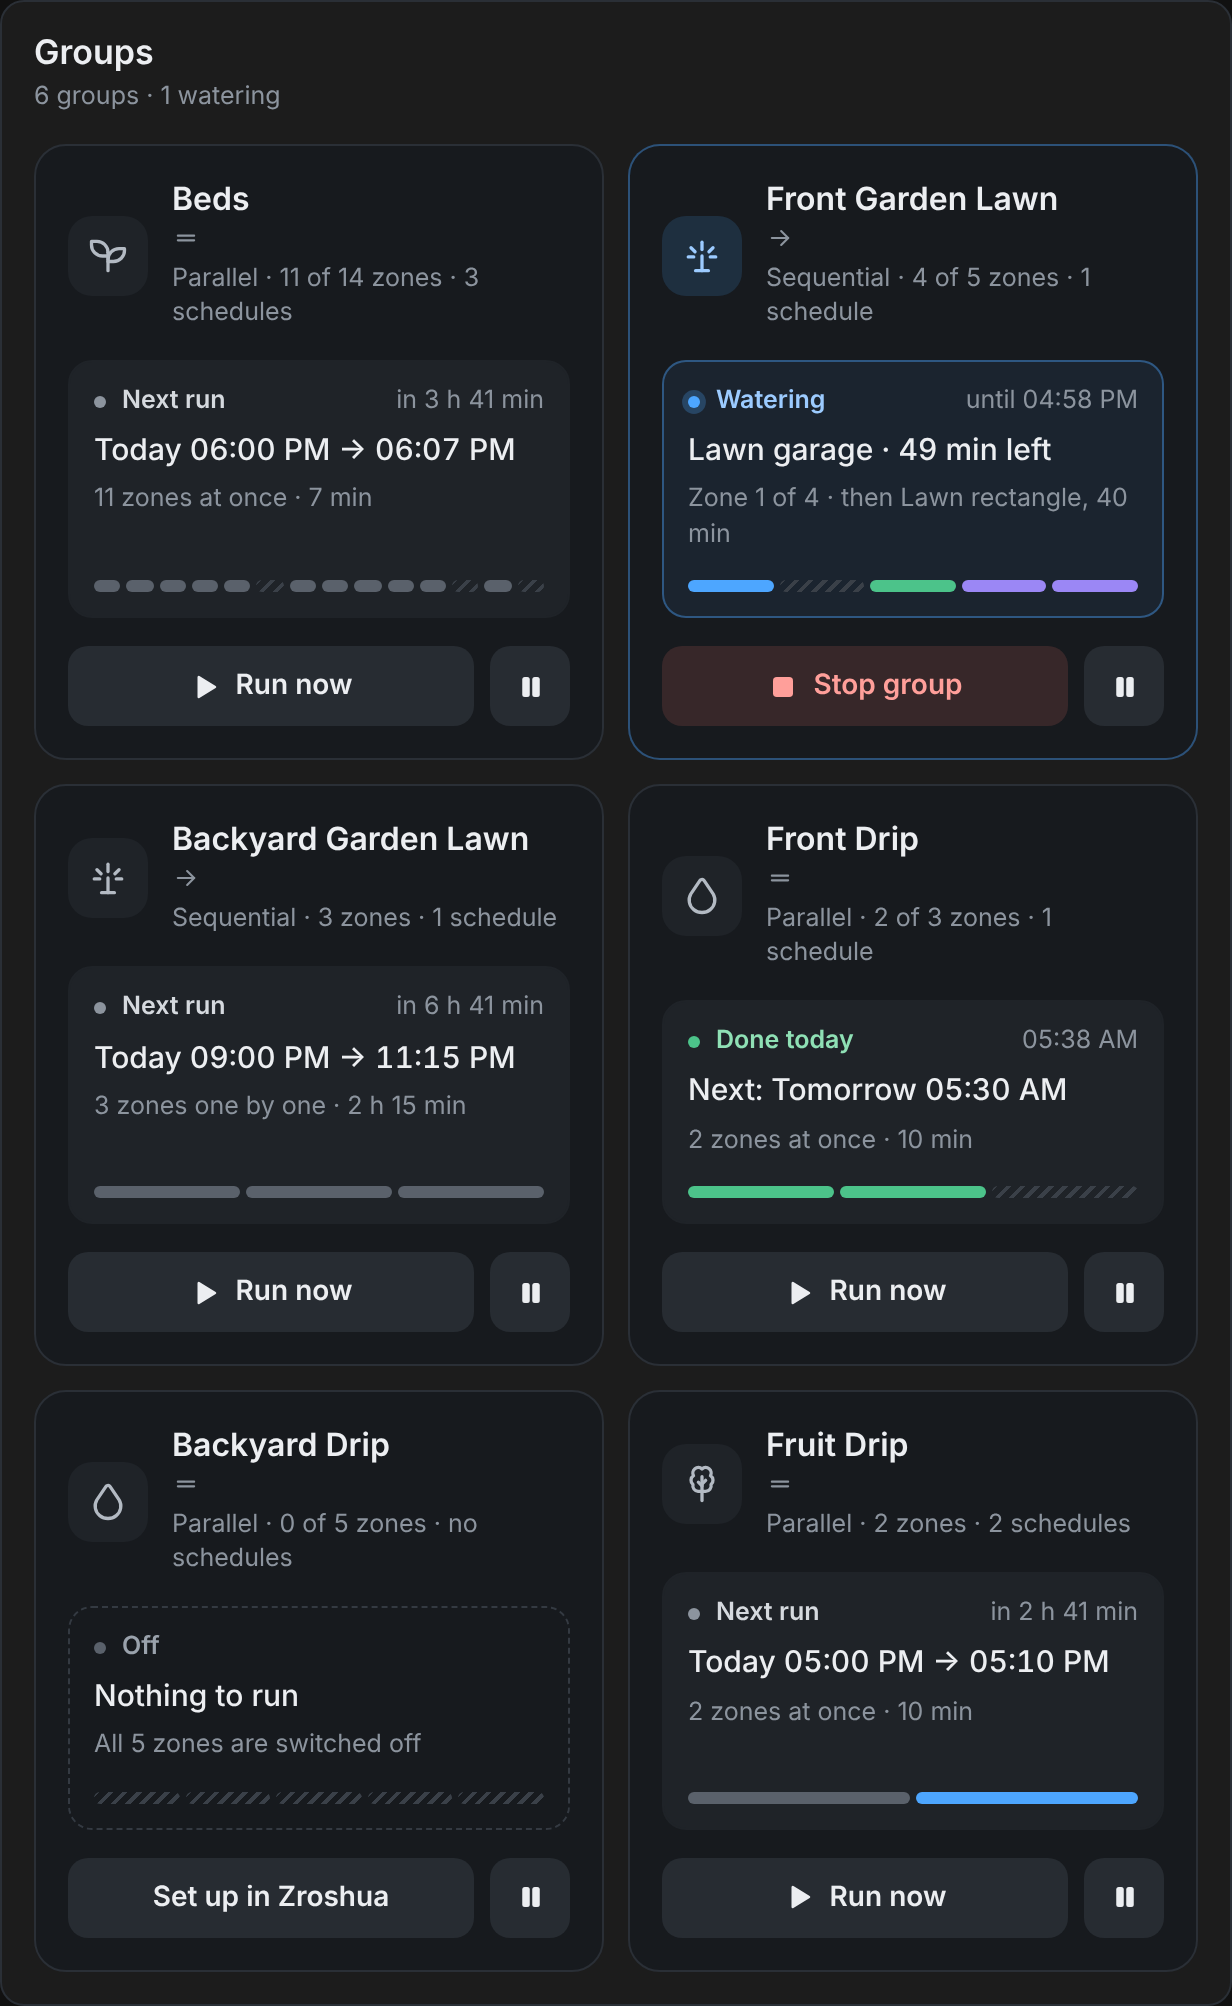 Groups
6 groups · 1 watering
Beds
=
Parallel · 11 of 14 zones · 3
schedules
Next run in 3 h 41 min
Today 06:00 PM → 06:07 PM
11 zones at once · 7 min
Run now
Front Garden Lawn
→
Sequential · 4 of 5 zones · 1
schedule
Watering until 04:58 PM
Lawn garage · 49 min left
Zone 1 of 4 · then Lawn rectangle, 40
min
Stop group
Backyard Garden Lawn
→
Sequential · 3 zones · 1 schedule
Next run in 6 h 41 min
Today 09:00 PM → 11:15 PM
3 zones one by one · 2 h 15 min
Run now
Front Drip
=
Parallel · 2 of 3 zones · 1
schedule
Done today 05:38 AM
Next: Tomorrow 05:30 AM
2 zones at once · 10 min
Run now
Backyard Drip
=
Parallel · 0 of 5 zones · no
schedules
Off
Nothing to run
All 5 zones are switched off
Set up in Zroshua
Fruit Drip
=
Parallel · 2 zones · 2 schedules
Next run in 2 h 41 min
Today 05:00 PM → 05:10 PM
2 zones at once · 10 min
Run now